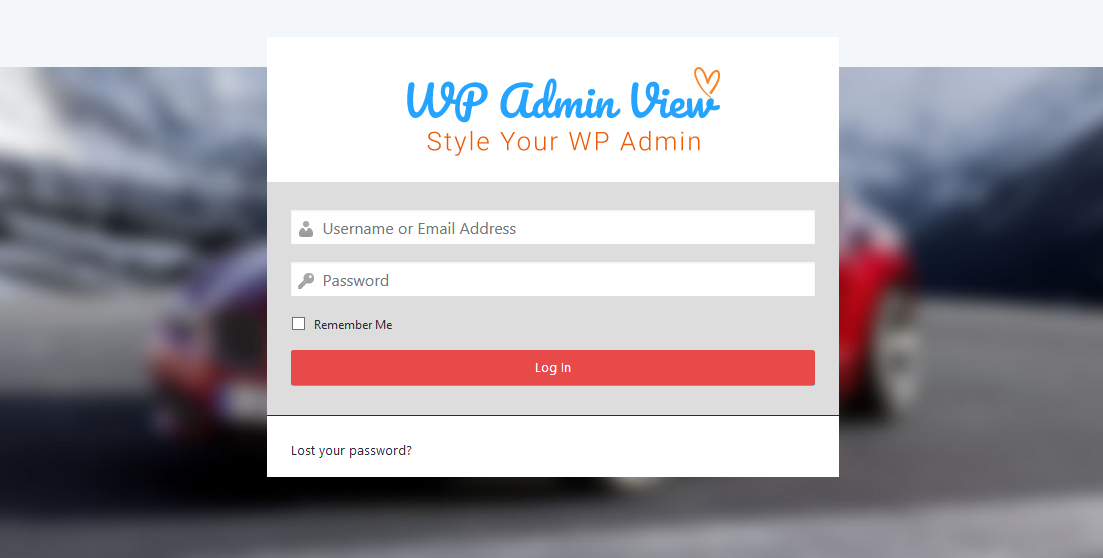 WP Admin View
Style Your WP Admin
Username or Email Address
Password
Remember Me
Log In
Lost your password?